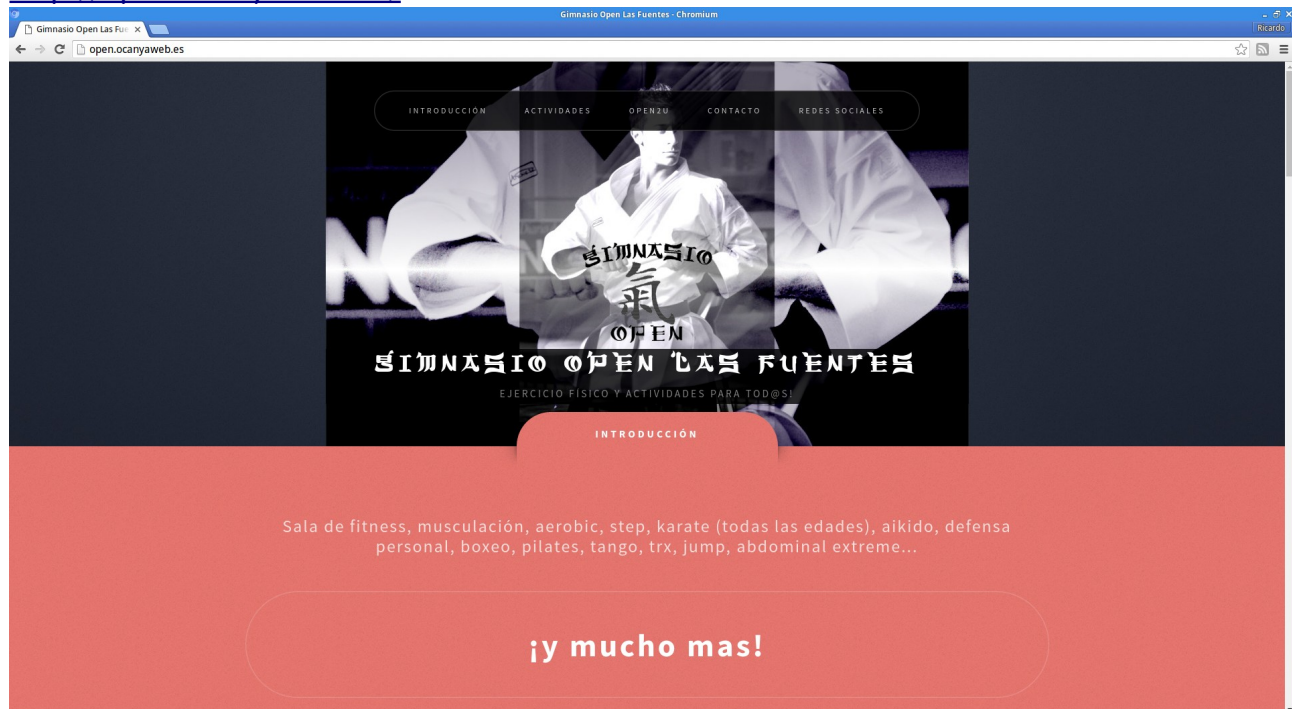 Gimnasio Open Las Fuentes - Chromium
Gimnasio Open Las Fue
Ricardo
open.ocanyaweb.es
INTRODUCCIÓN ACTIVIDADES OPEN2U CONTACTO REDES SOCIALES
GIMNASIO
氣
OPEN
GIMNASIO OPEN LAS FUENTES
EJERCICIO FÍSICO Y ACTIVIDADES PARA TOD@S!
INTRODUCCIÓN
Sala de fitness, musculación, aerobic, step, karate (todas las edades), aikido, defensa
personal, boxeo, pilates, tango, trx, jump, abdominal extreme...
¡y mucho mas!